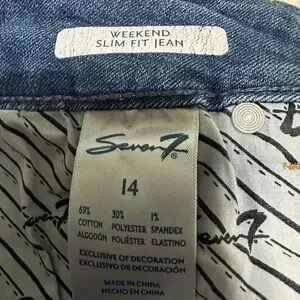 WEEKEND
SLIM FIT JEAN
Seven7®
14
69% 30% 1%
COTTON POLYESTER SPANDEX
ALGODÓN POLIÉSTER ELASTINO
EXCLUSIVE OF DECORATION
EXCLUSIVO DE DECORACIÓN
MADE IN CHINA
HECHO EN CHINA
Seven7